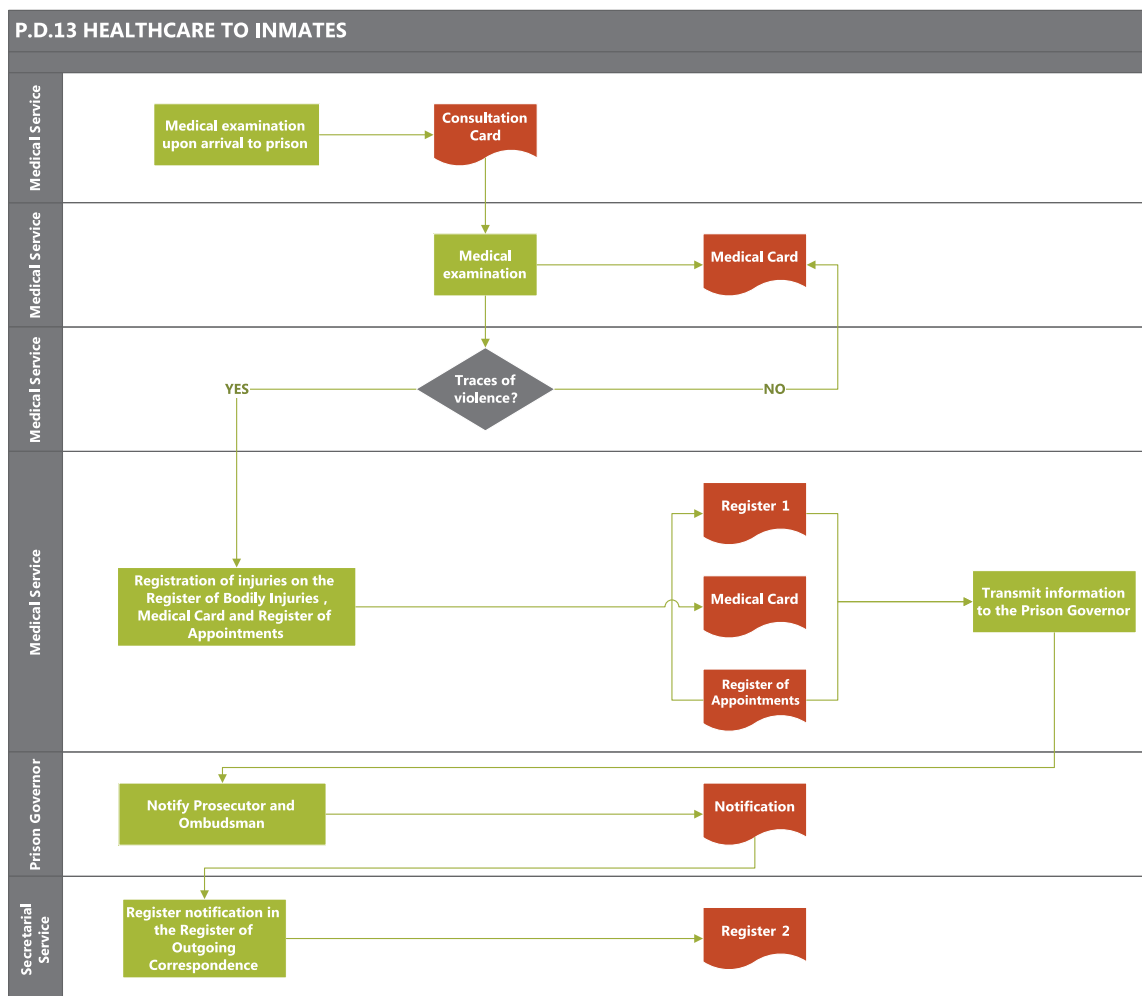 P.D.13 HEALTHCARE TO INMATES
Medical Service
Medical examination
upon arrival to prison
Consultation
Card
Medical Service
Medical
examination
Medical Card
Medical Service
Traces of
violence?
YES
NO
Medical Service
Registration of injuries on the
Register of Bodily Injuries ,
Medical Card and Register of
Appointments
Register 1
Medical Card
Register of
Appointments
Transmit information
to the Prison Governor
Prison Governor
Notify Prosecutor and
Ombudsman
Notification
Secretarial
Service
Register notification in
the Register of
Outgoing
Correspondence
Register 2